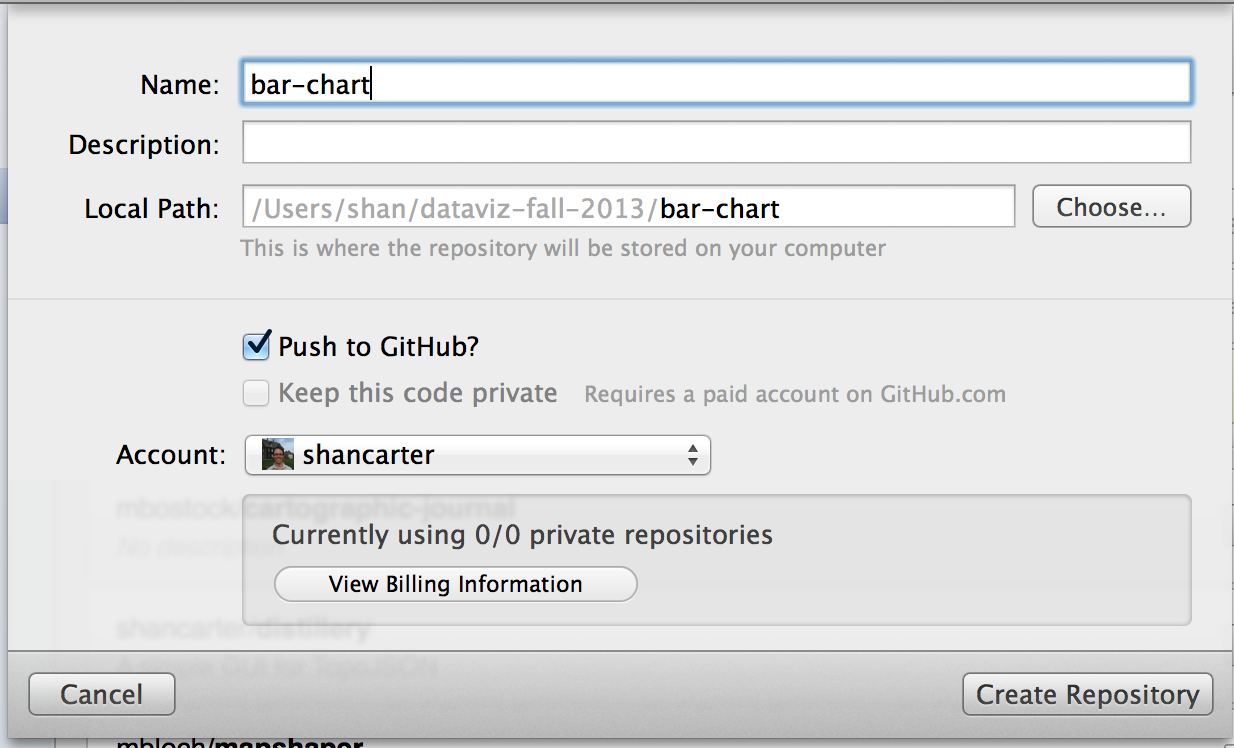 Name: bar-chart
Description:
Local Path: /Users/shan/dataviz-fall-2013/bar-chart Choose...
This is where the repository will be stored on your computer
Push to GitHub?
Keep this code private Requires a paid account on GitHub.com
Account: shancarter
mbostock/cartographic-journal
No description
Currently using 0/0 private repositories
View Billing Information
shancarter/distillery
A simple GUI for TopoJSON
Cancel Create Repository
mbloch/mapshaper